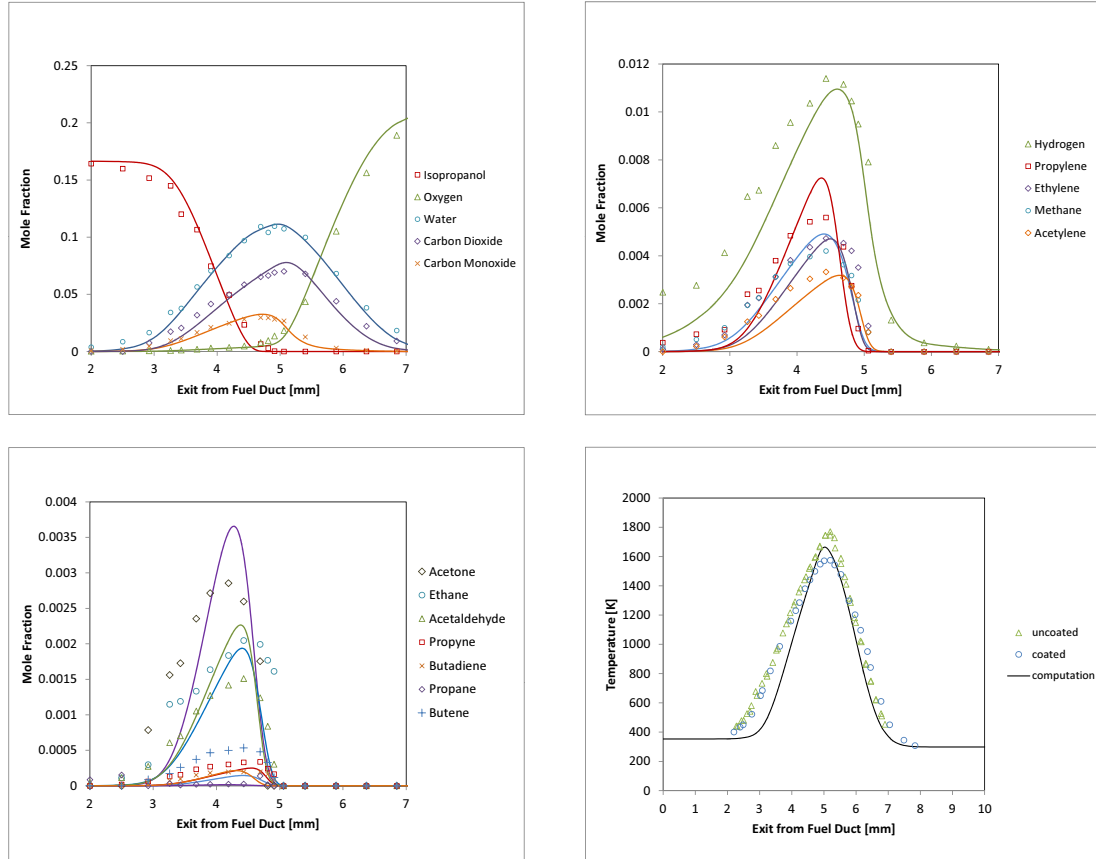 0.25
0.2
0.15
0.1
0.05
0
Mole Fraction
2 3 4 5 6 7
Exit from Fuel Duct [mm]
Isopropanol
Oxygen
Water
Carbon Dioxide
Carbon Monoxide
0.012
0.01
0.008
0.006
0.004
0.002
0
Mole Fraction
2 3 4 5 6 7
Exit from Fuel Duct [mm]
Hydrogen
Propylene
Ethylene
Methane
Acetylene
0.004
0.0035
0.003
0.0025
0.002
0.0015
0.001
0.0005
0
Mole Fraction
2 3 4 5 6 7
Exit from Fuel Duct [mm]
Acetone
Ethane
Acetaldehyde
Propyne
Butadiene
Propane
Butene
2000
1800
1600
1400
1200
1000
800
600
400
200
0
Temperature [K]
0 1 2 3 4 5 6 7 8 9 10
Exit from Fuel Duct [mm]
uncoated
coated
computation